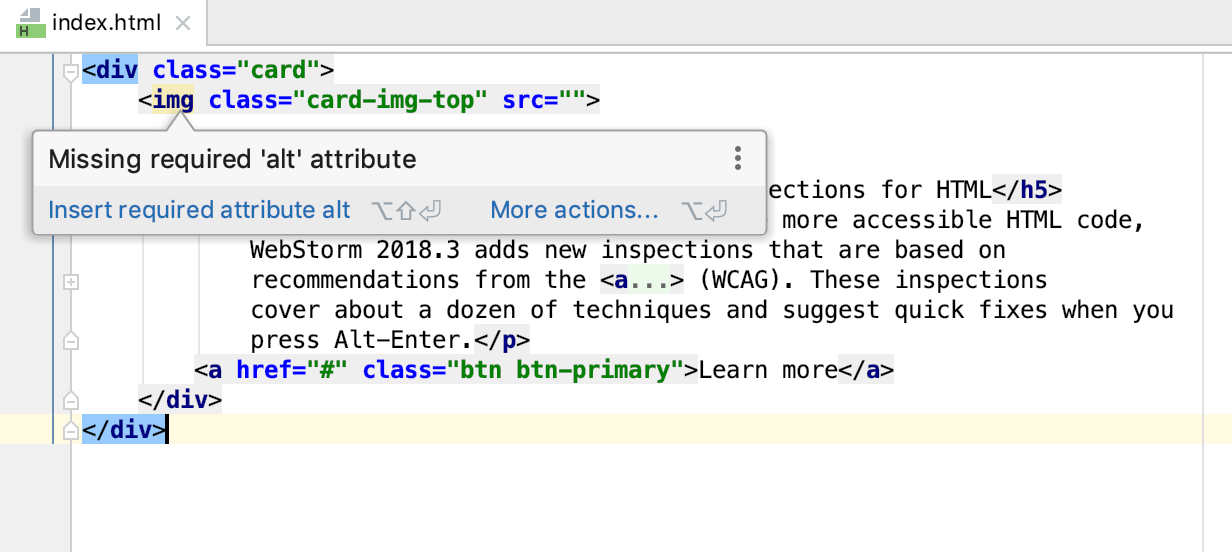 H index.html
<div class="card">
<img class="card-img-top" src="">
Missing required 'alt' attribute
Insert required attribute alt ⌥⇧⏎ More actions... ⌥⏎
ections for HTML</h5>
more accessible HTML code,
WebStorm 2018.3 adds new inspections that are based on
recommendations from the <a...> (WCAG). These inspections
cover about a dozen of techniques and suggest quick fixes when you
press Alt-Enter.</p>
<a href="#" class="btn btn-primary">Learn more</a>
</div>
</div>